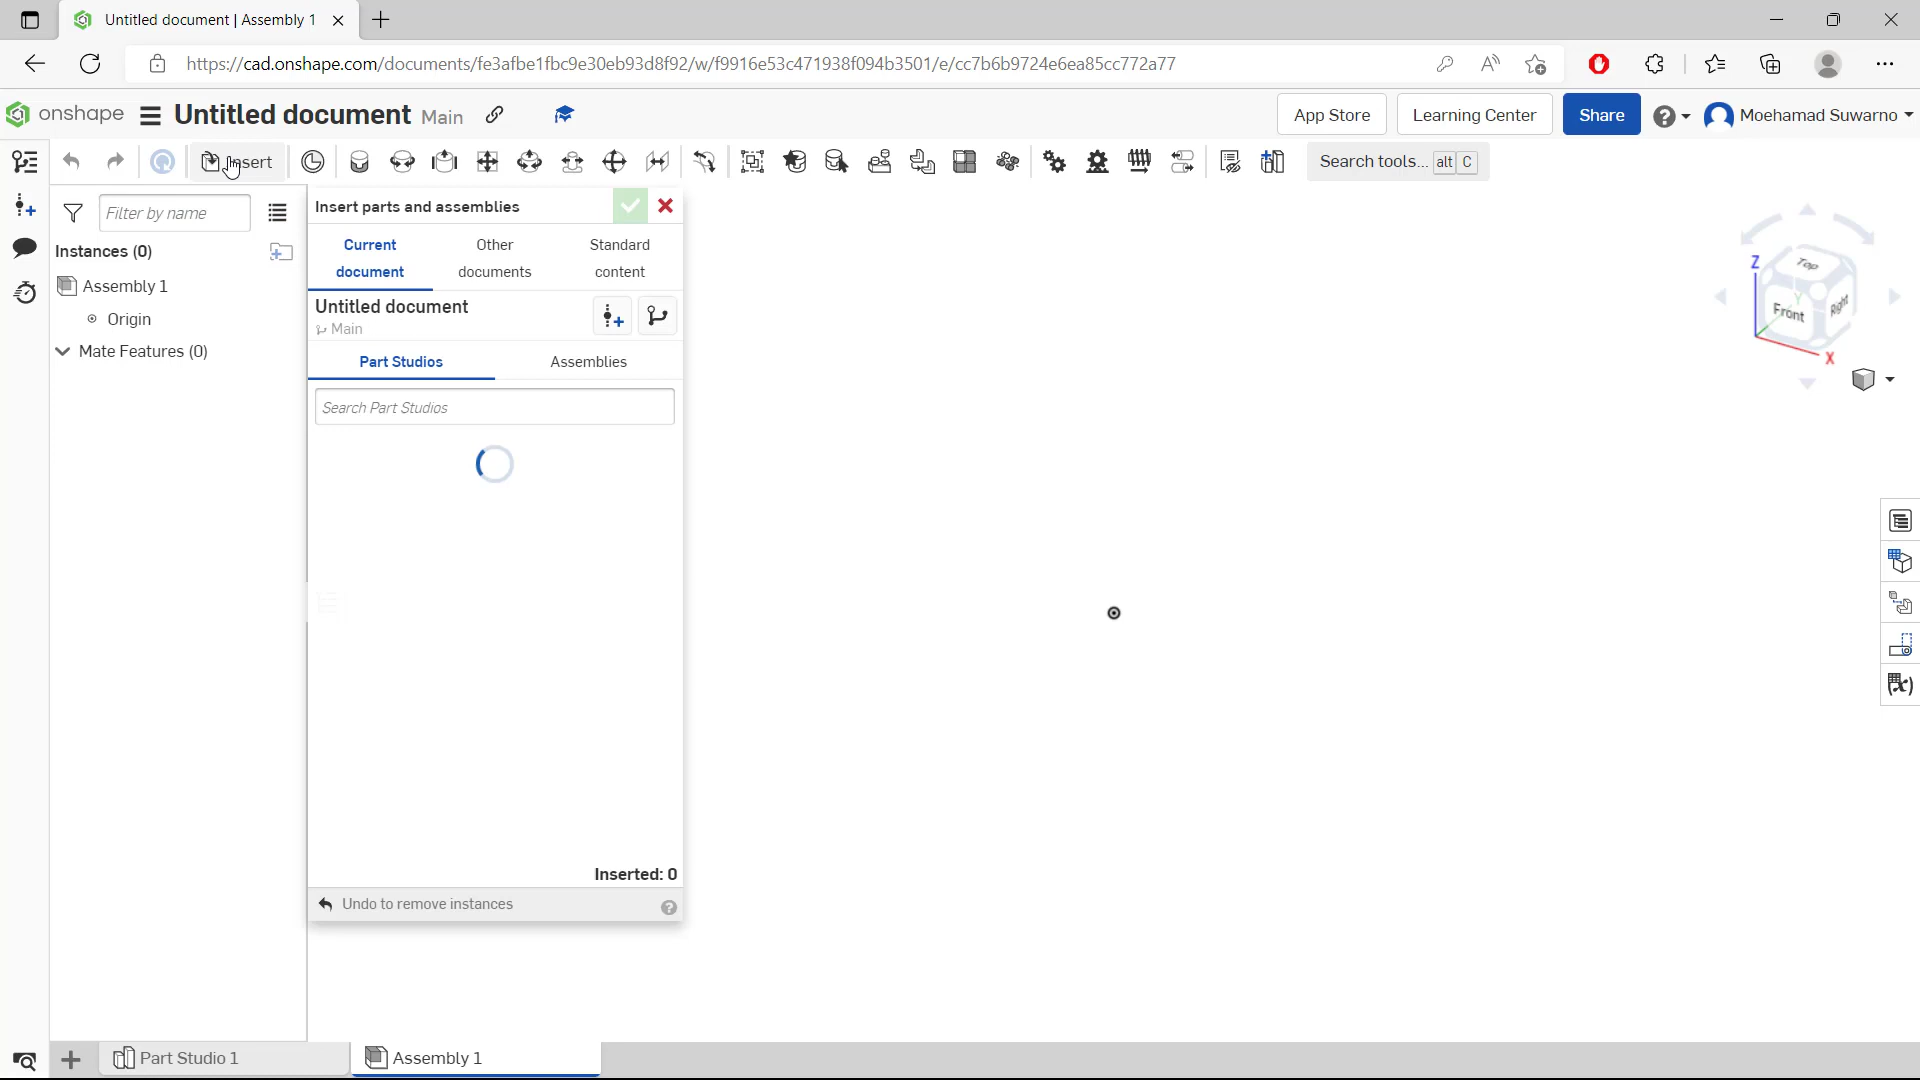 Untitled document | Assembly 1
https://cad.onshape.com/documents/fe3afbe1fbc9e30eb93d8f92/w/f9916e53c471938f094b3501/e/cc7b6b9724e6ea85cc772a77
onshape Untitled document Main App Store Learning Center Share Moehamad Suwarno
Insert Search tools... alt C
Filter by name
Instances (0)
Assembly 1
Origin
Mate Features (0)
Insert parts and assemblies
Current document
Other documents
Standard content
Untitled document
Main
Part Studios Assemblies
Search Part Studios
Inserted: 0
Undo to remove instances
Z
Top
Y
Front
Right
X
Part Studio 1 Assembly 1